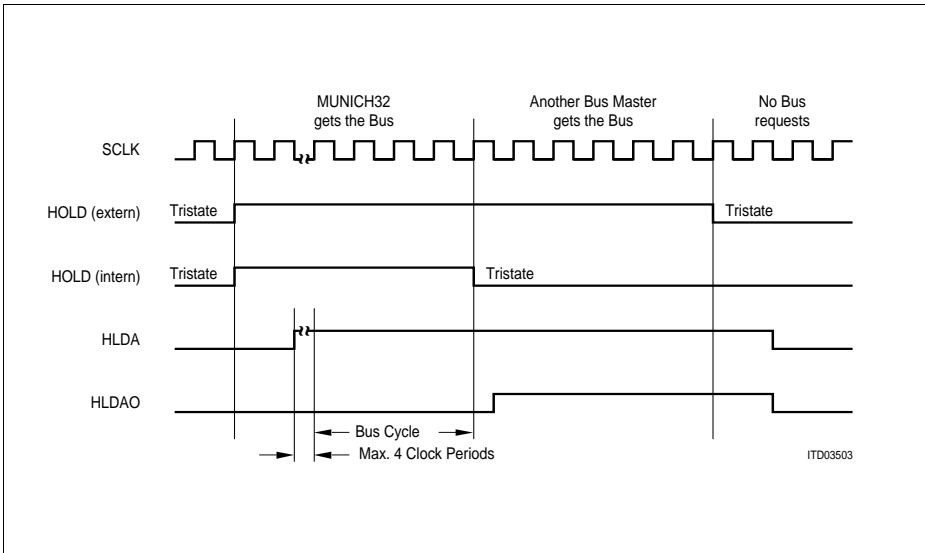 MUNICH32 Another Bus Master No Bus
gets the Bus gets the Bus requests
SCLK
HOLD (extern) Tristate Tristate
HOLD (intern) Tristate Tristate
HLDA
HLDAO
Bus Cycle
Max. 4 Clock Periods ITD03503